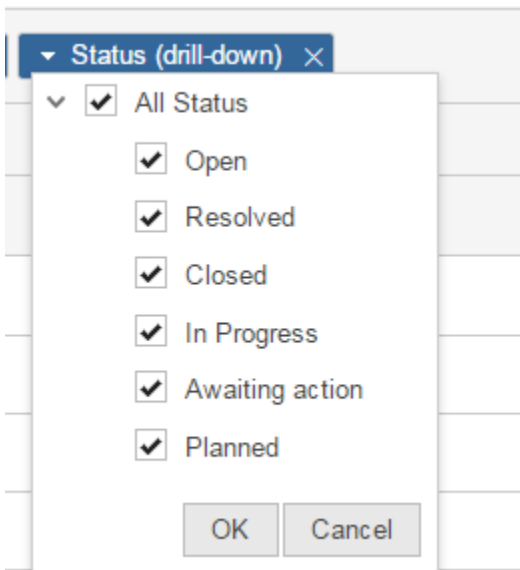 Status (drill-down)
All Status
Open
Resolved
Closed
In Progress
Awaiting action
Planned
OK Cancel